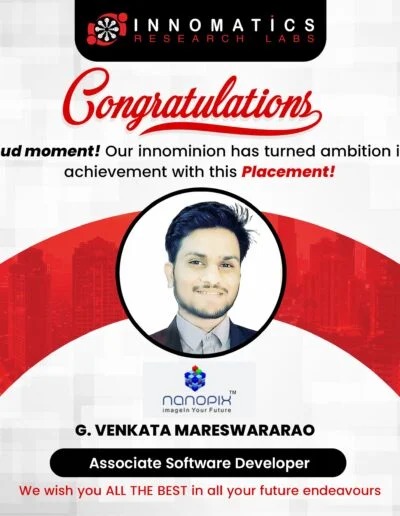 INNOMATICS
RESEARCH LABS
Congratulations
ud moment! Our innominion has turned ambition i
achievement with this Placement!
nanopix™
imageIn Your Future
G. VENKATA MARESWARARAO
Associate Software Developer
We wish you ALL THE BEST in all your future endeavours